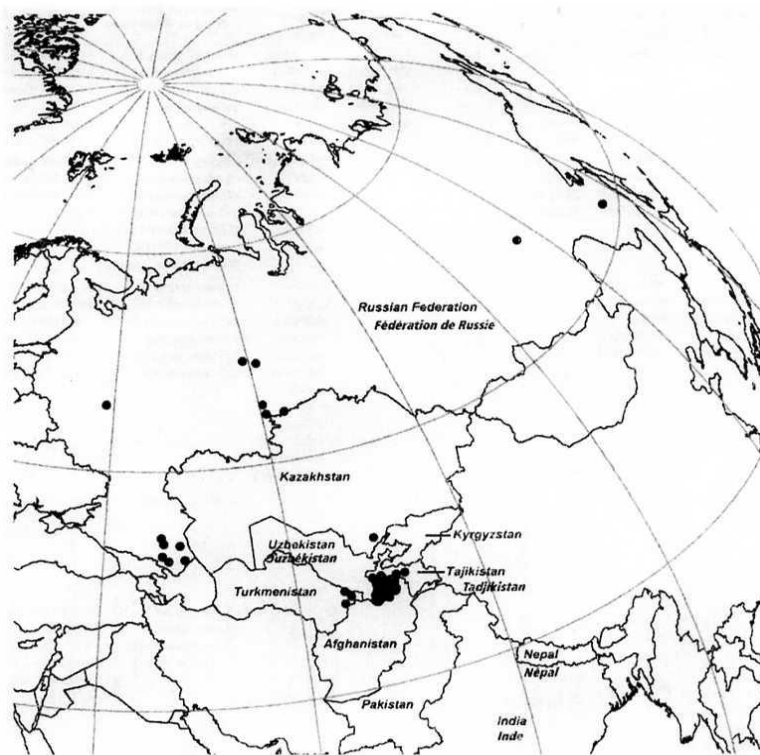 Russian Federation
Fédération de Russie
Kazakhstan
Kyrgyzstan
Uzbekistan
Ouzbékistan
Tajikistan
Tadjikistan
Turkmenistan
Afghanistan
Nepal
Népal
Pakistan
India
Inde